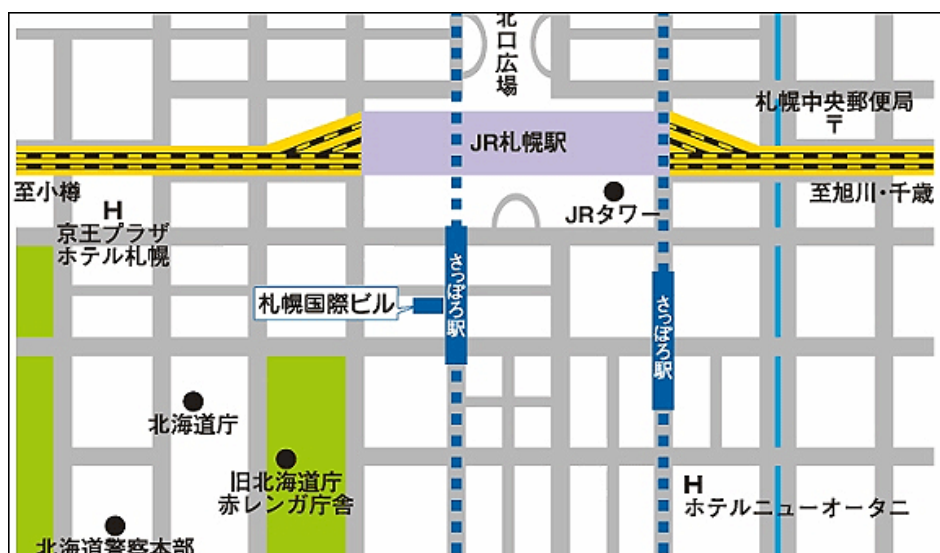 北口広場
札幌中央郵便局
〒
JR札幌駅
至小樽
至旭川・千歳
H
京王プラザ
ホテル札幌
JRタワー
さっぽろ駅
札幌国際ビル
さっぽろ駅
北海道庁
旧北海道庁
赤レンガ庁舎
H
ホテルニューオータニ
北海道警察本部